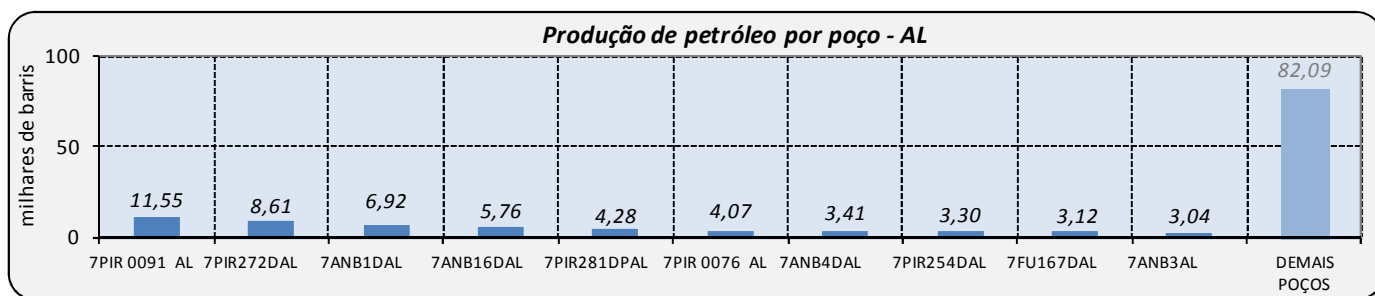 Produção de petróleo por poço - AL
milhares de barris
100
50
0
11,55
8,61
6,92
5,76
4,28
4,07
3,41
3,30
3,12
3,04
82,09
7PIR 0091 AL
7PIR272DAL
7ANB1DAL
7ANB16DAL
7PIR281DPAL
7PIR 0076 AL
7ANB4DAL
7PIR254DAL
7FU167DAL
7ANB3AL
DEMAIS
POÇOS